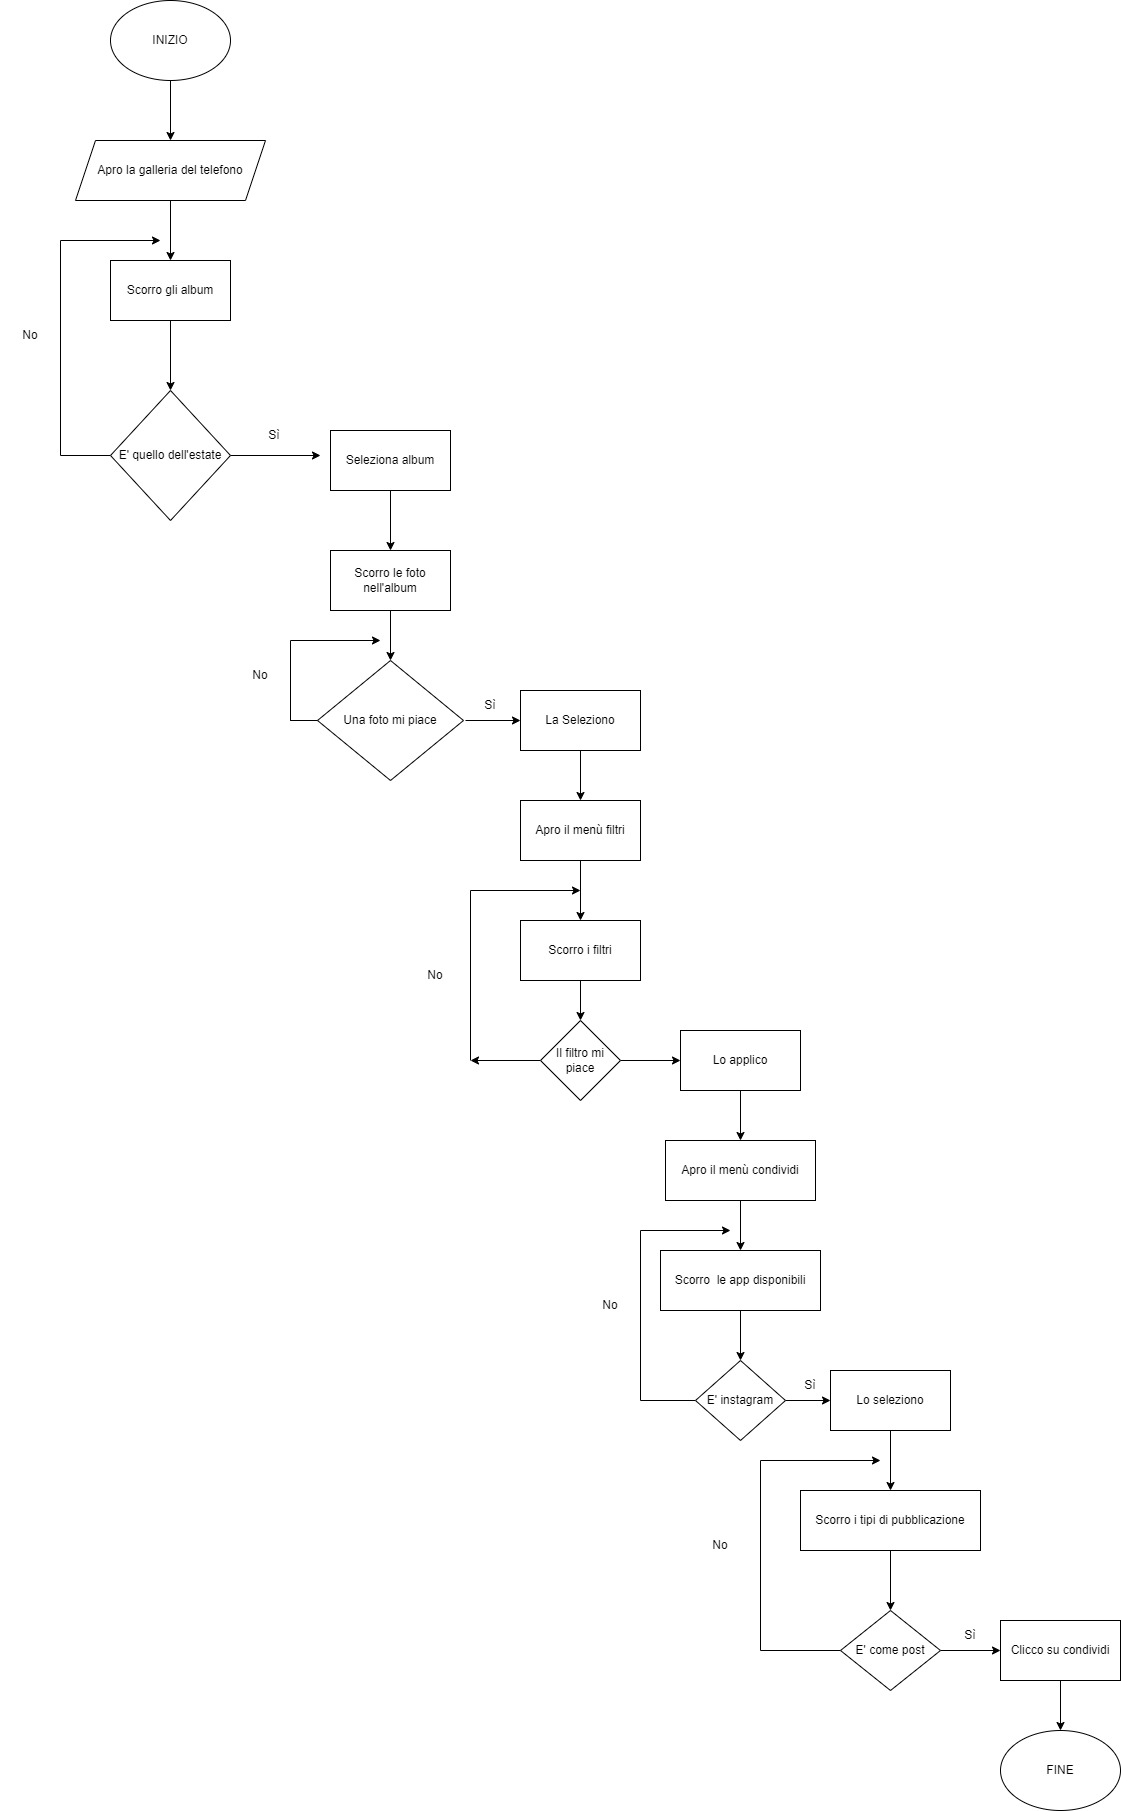 INIZIO
Apro la galleria del telefono
Scorro gli album
No
E' quello dell'estate
Sì
Seleziona album
Scorro le foto
nell'album
No
Una foto mi piace
Sì
La Seleziono
Apro il menù filtri
Scorro i filtri
No
Il filtro mi
piace
Lo applico
Apro il menù condividi
Scorro  le app disponibili
No
E' instagram
Sì
Lo seleziono
Scorro i tipi di pubblicazione
No
E' come post
Sì
Clicco su condividi
FINE